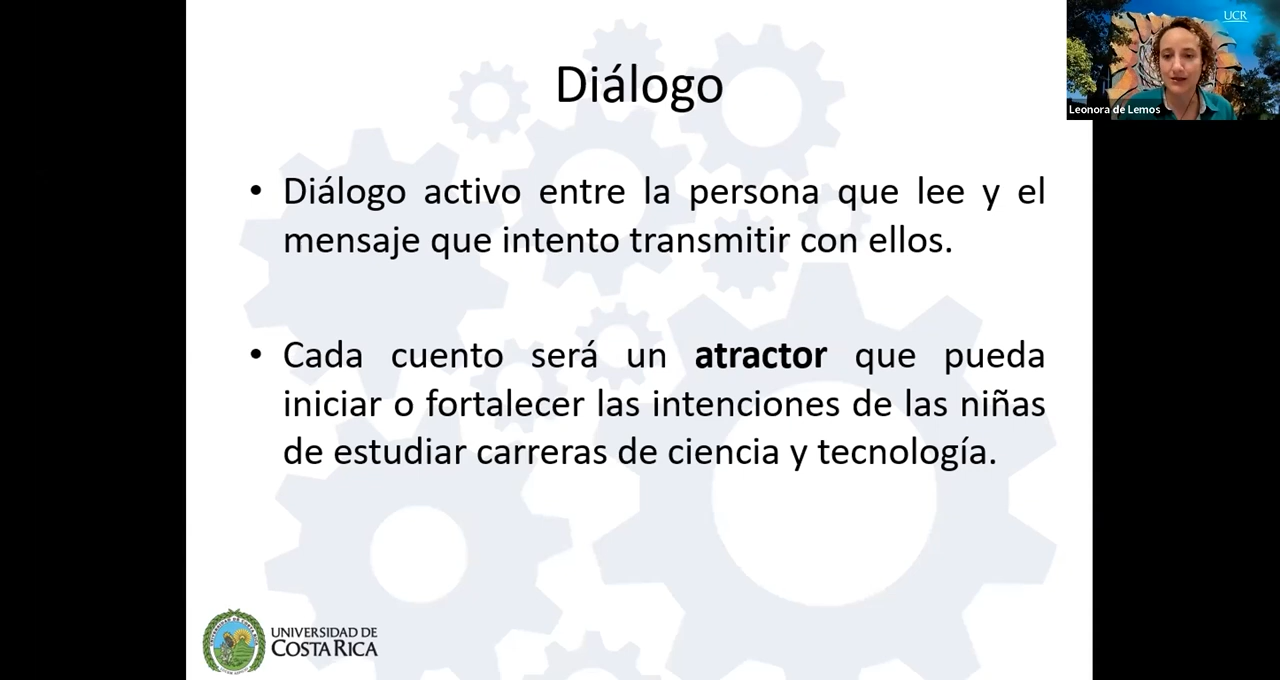 Diálogo
• Diálogo activo entre la persona que lee y el
mensaje que intento transmitir con ellos.
• Cada cuento será un atractor que pueda
iniciar o fortalecer las intenciones de las niñas
de estudiar carreras de ciencia y tecnología.
UNIVERSIDAD DE
COSTA RICA
UCR
Leonora de Lemos